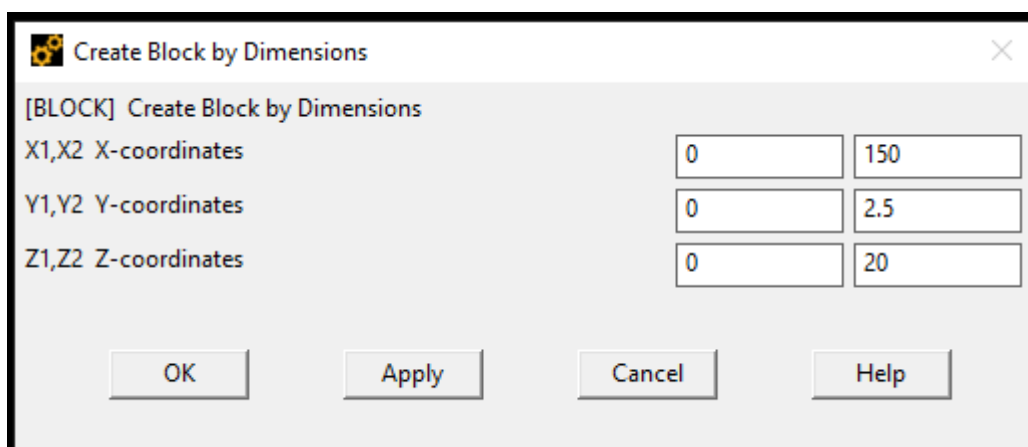 Create Block by Dimensions
[BLOCK] Create Block by Dimensions
X1,X2 X-coordinates 0 150
Y1,Y2 Y-coordinates 0 2.5
Z1,Z2 Z-coordinates 0 20
OK Apply Cancel Help